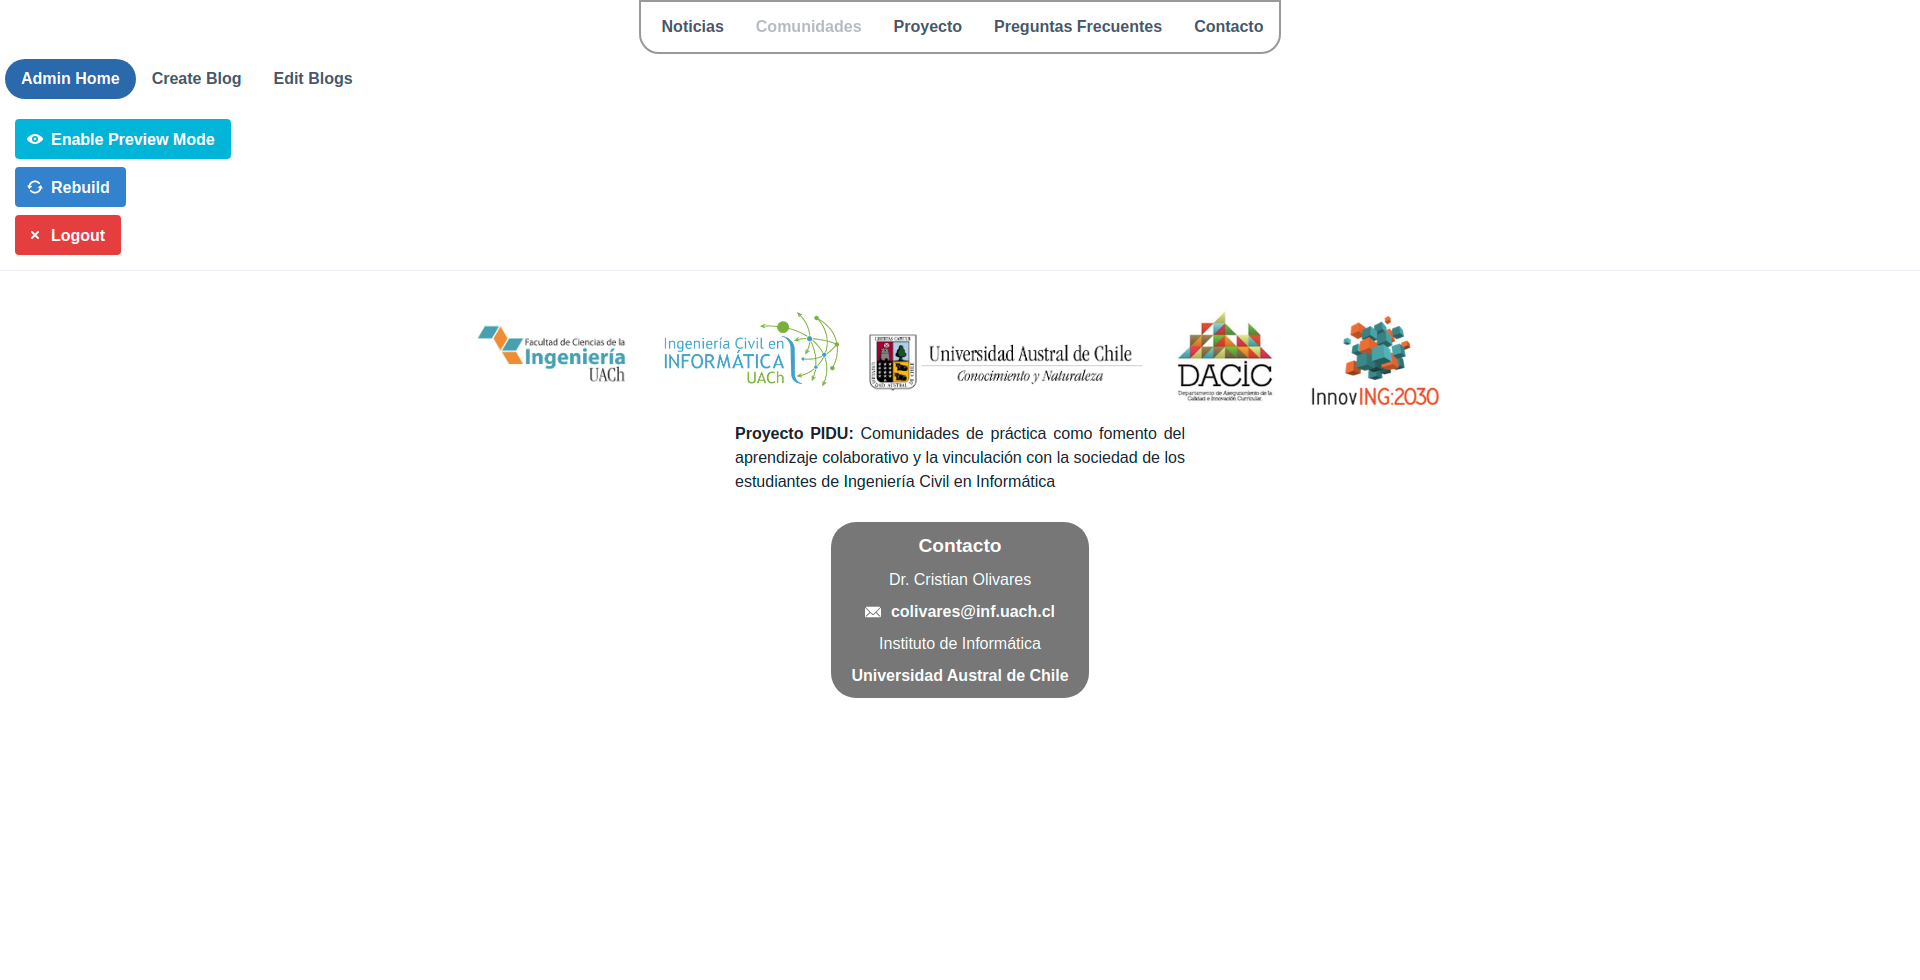 Noticias Comunidades Proyecto Preguntas Frecuentes Contacto
Admin Home Create Blog Edit Blogs
Enable Preview Mode
Rebuild
Logout
Facultad de Ciencias de la
Ingeniería
UACh
Ingeniería Civil en
INFORMÁTICA
UACh
LIBERTAS CAPITUR
Universidad Austral de Chile
Conocimiento y Naturaleza
DACIC
Departamento de Aseguramiento de la
Calidad e Innovación Curricular.
InnovING:2030
Proyecto PIDU: Comunidades de práctica como fomento del
aprendizaje colaborativo y la vinculación con la sociedad de los
estudiantes de Ingeniería Civil en Informática
Contacto
Dr. Cristian Olivares
colivares@inf.uach.cl
Instituto de Informática
Universidad Austral de Chile